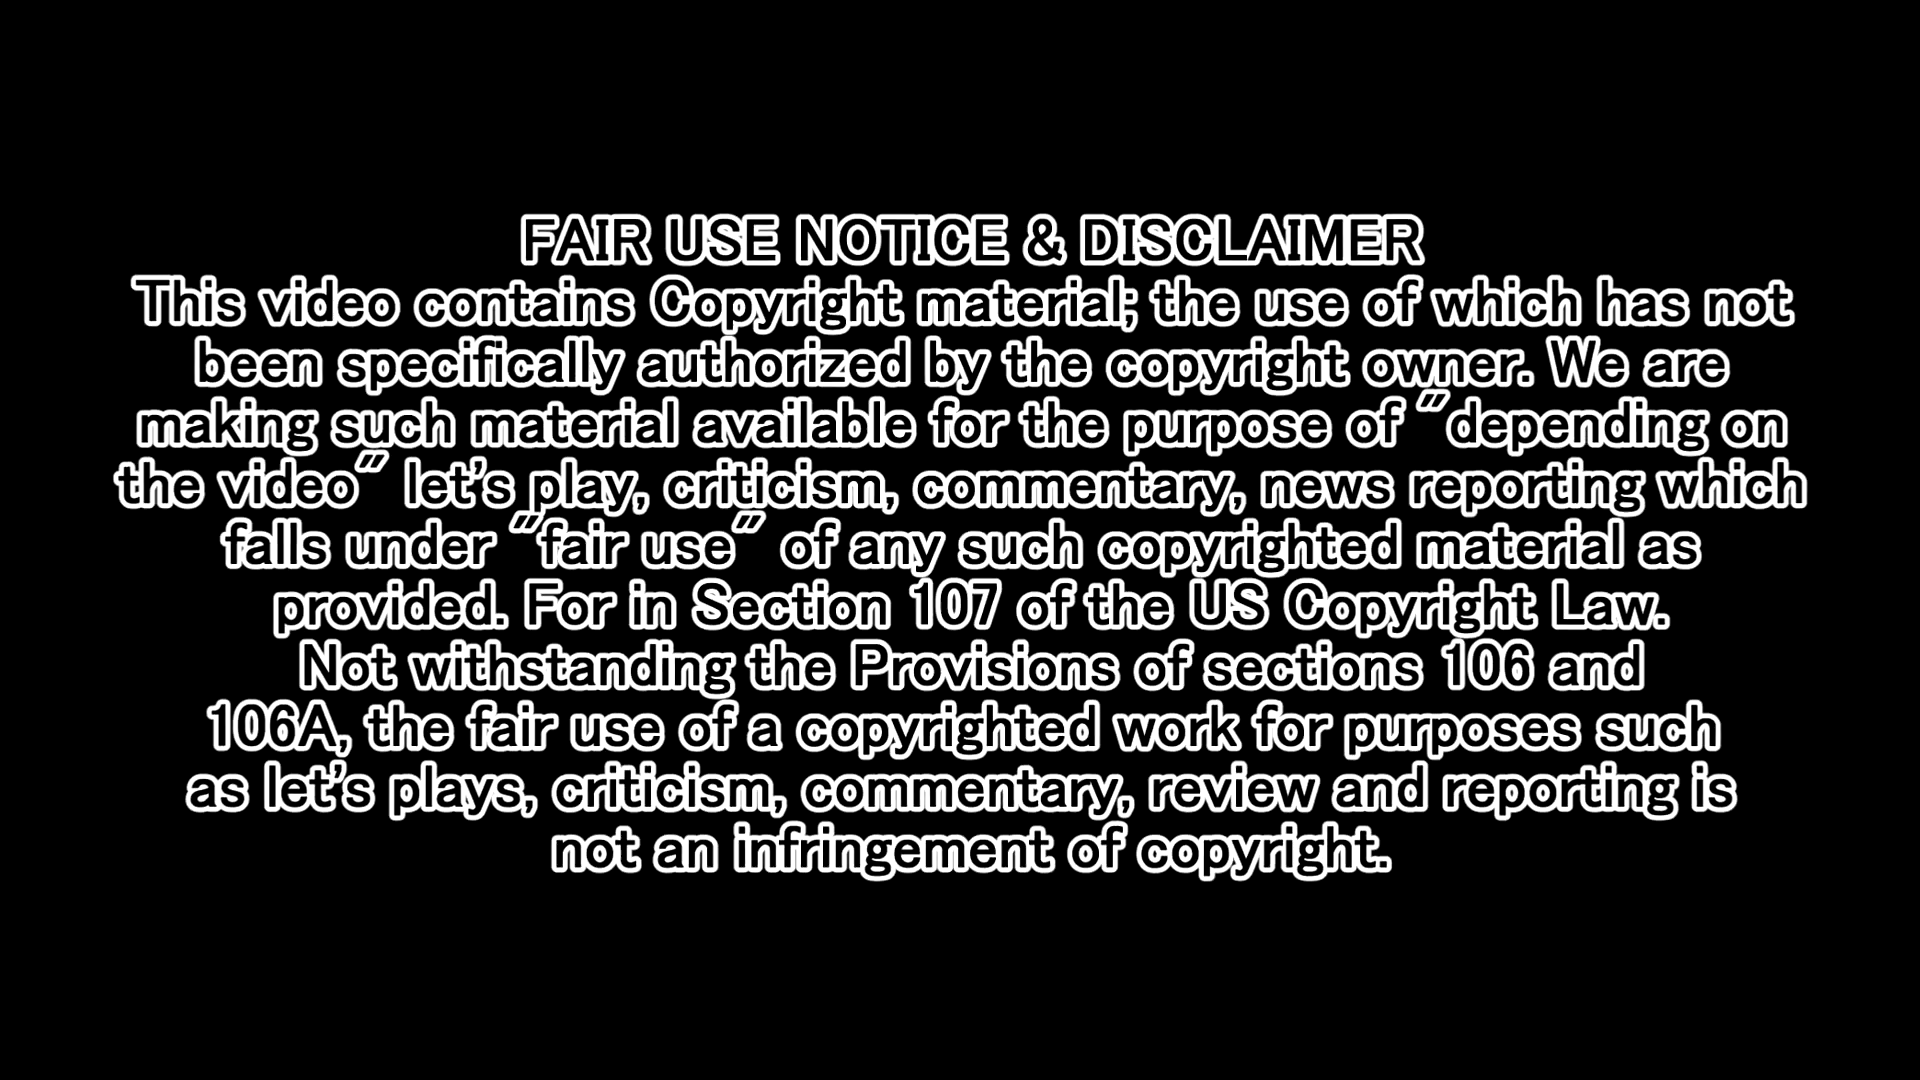 FAIR USE NOTICE & DISCLAIMER
This video contains Copyright material; the use of which has not
been specifically authorized by the copyright owner. We are
making such material available for the purpose of "depending on
the video" let's play, criticism, commentary, news reporting which
falls under "fair use" of any such copyrighted material as
provided. For in Section 107 of the US Copyright Law.
Not withstanding the Provisions of sections 106 and
106A, the fair use of a copyrighted work for purposes such
as let's plays, criticism, commentary, review and reporting is
not an infringement of copyright.